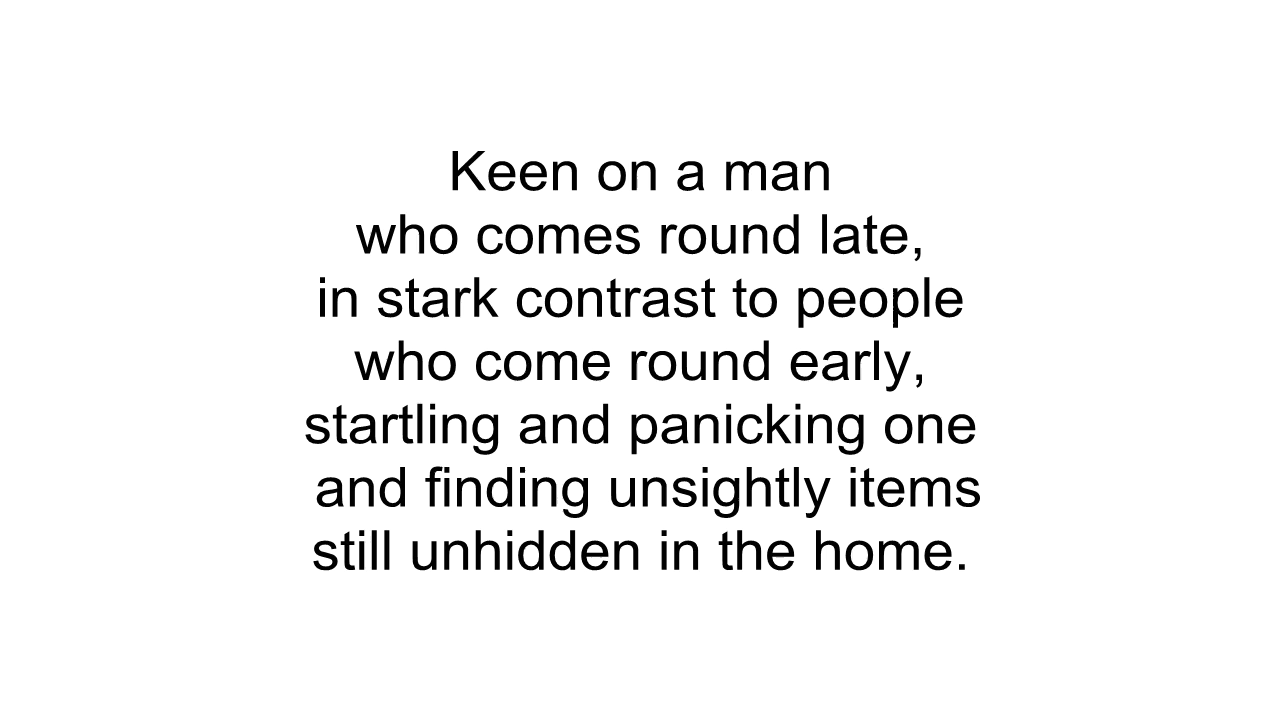 Keen on a man
who comes round late,
in stark contrast to people
who come round early,
startling and panicking one
and finding unsightly items
still unhidden in the home.